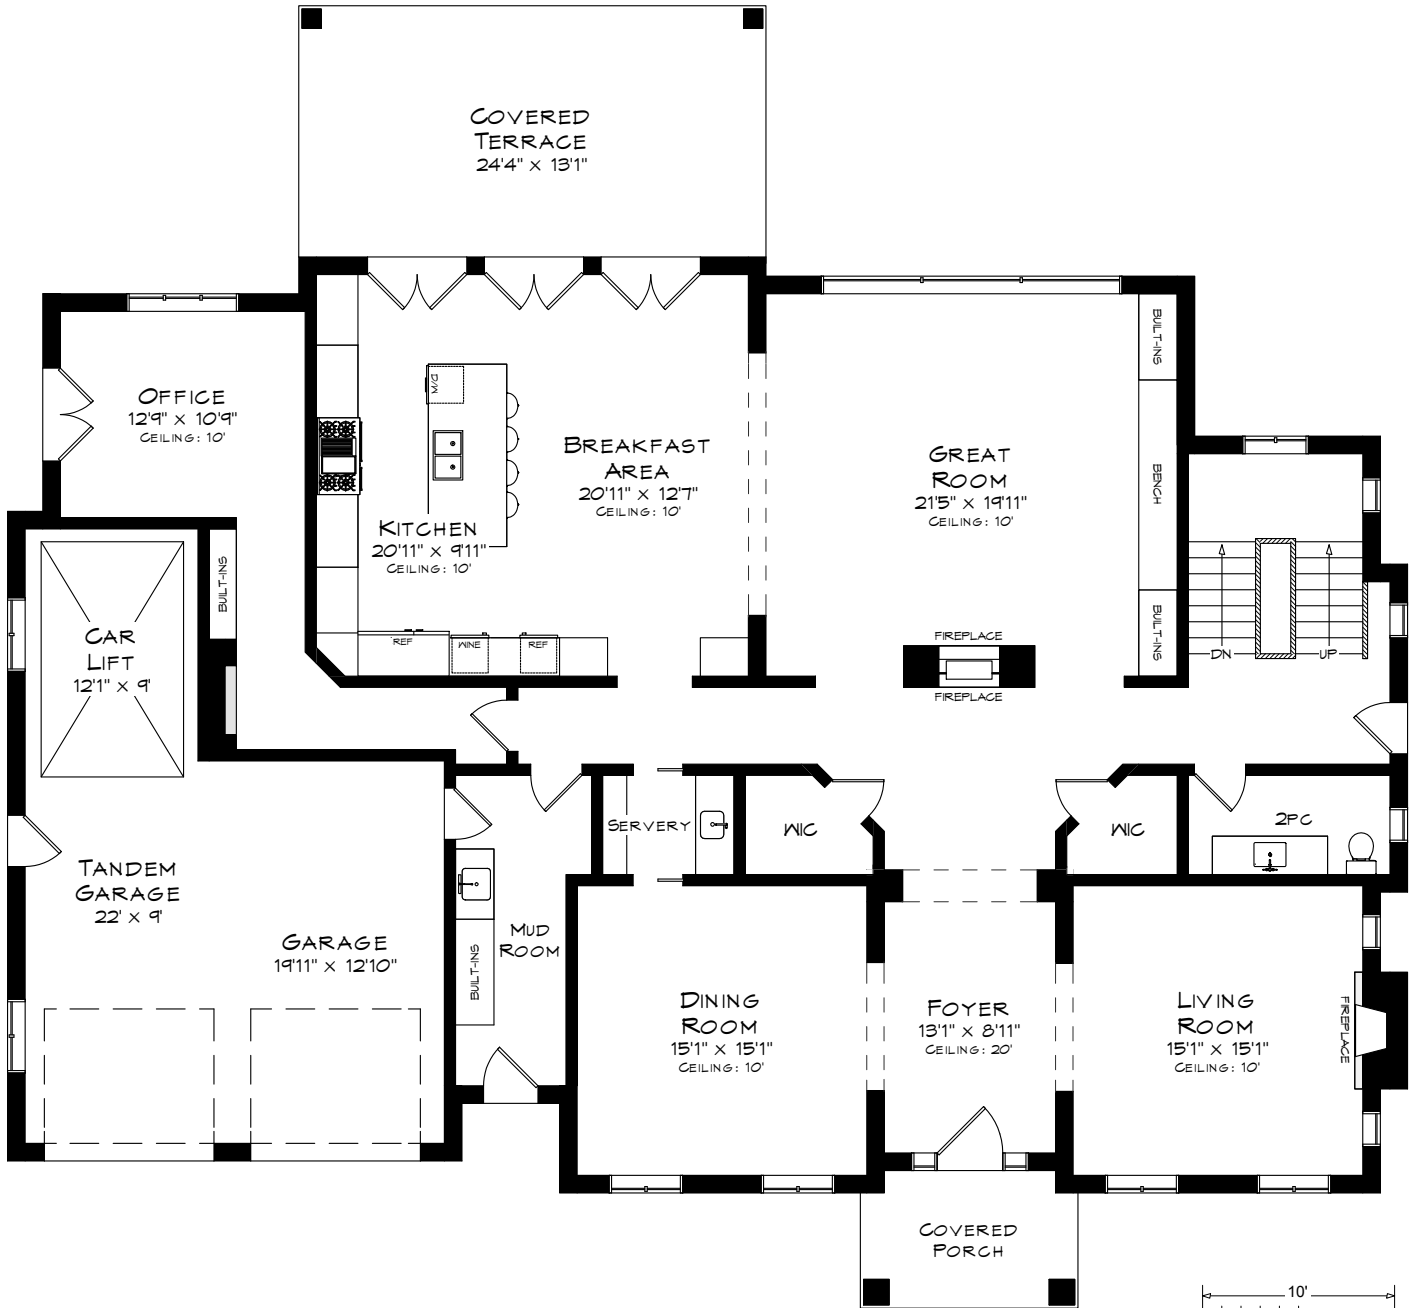 COVERED
TERRACE
24'4" x 13'1"
OFFICE
12'9" x 10'9"
CEILING: 10'
D/W
BREAKFAST
AREA
20'11" x 12'7"
CEILING: 10'
KITCHEN
20'11" x 9'11"
CEILING: 10'
GREAT
ROOM
21'5" x 19'11"
CEILING: 10'
BUILT-INS
BENCH
BUILT-INS
BUILT-INS
CAR
LIFT
12'1" x 9'
REF
WINE
REF
FIREPLACE
FIREPLACE
DN
UP
SERVERY
WIC
WIC
2PC
TANDEM
GARAGE
22' x 9'
GARAGE
19'11" x 12'10"
MUD
ROOM
BUILT-INS
DINING
ROOM
15'1" x 15'1"
CEILING: 10'
FOYER
13'1" x 8'11"
CEILING: 20'
LIVING
ROOM
15'1" x 15'1"
CEILING: 10'
FIREPLACE
COVERED
PORCH
10'